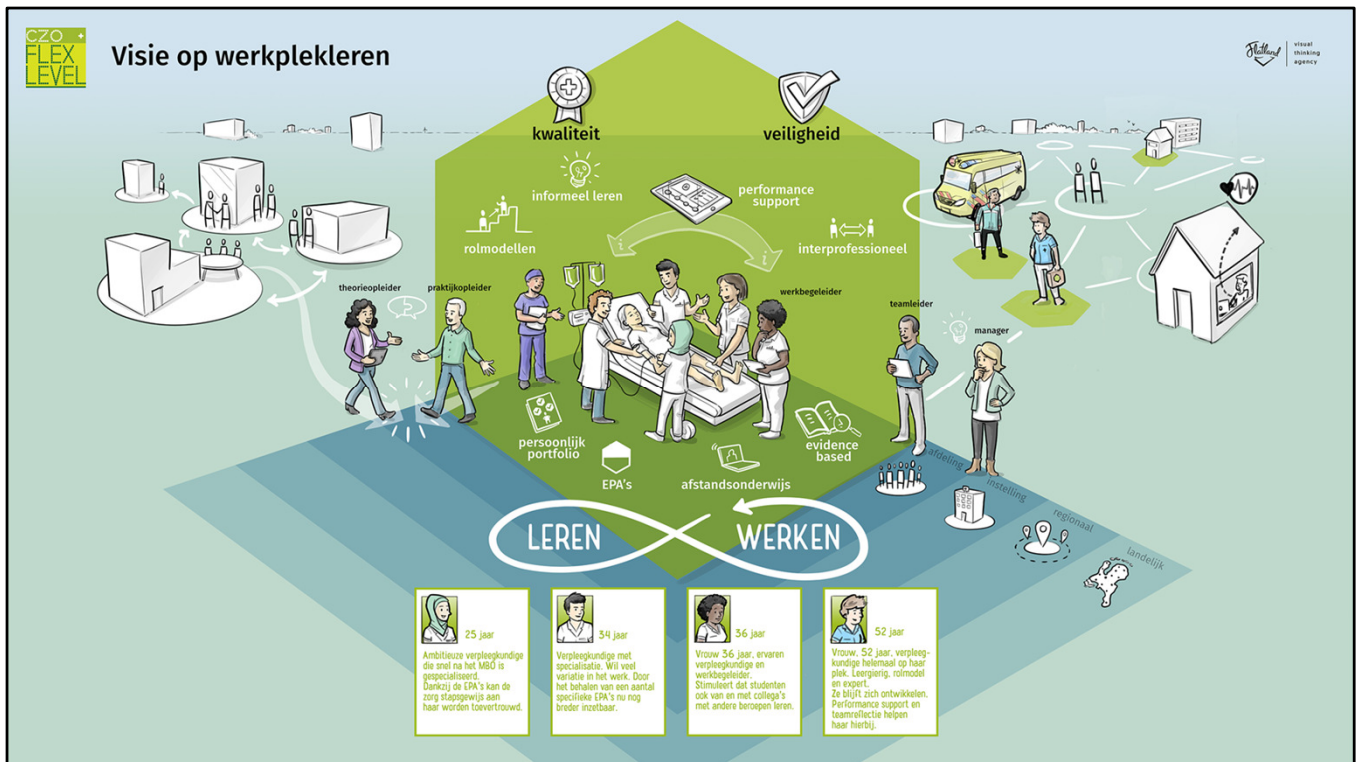 CZO +
FLEX
LEVEL
Visie op werkplekleren
Flatland
visual
thinking
agency
kwaliteit
veiligheid
informeel leren
performance
support
rolmodellen
interprofessioneel
theorieopleider
praktijkopleider
werkbegeleider
teamleider
manager
persoonlijk
portfolio
EPA's
afstandsonderwijs
evidence
based
afdeling
instelling
regionaal
landelijk
LEREN
WERKEN
25 jaar
Ambitieuze verpleegkundige
die snel na het MBO is
gespecialiseerd.
Dankzij de EPA's kan de
zorg stapsgewijs aan
haar worden toevertrouwd.
34 jaar
Verpleegkundige met
specialisatie. Wil veel
variatie in het werk. Door
het behalen van een aantal
specifieke EPA's nu nog
breder inzetbaar.
36 jaar
Vrouw 36 jaar, ervaren
verpleegkundige en
werkbegeleider.
Stimuleert dat studenten
ook van en met collega's
met andere beroepen leren.
52 jaar
Vrouw, 52 jaar, verpleeg-
kundige helemaal op haar
plek. Leergierig, rolmodel
en expert.
Ze blijft zich ontwikkelen.
Performance support en
teamreflectie helpen
haar hierbij.